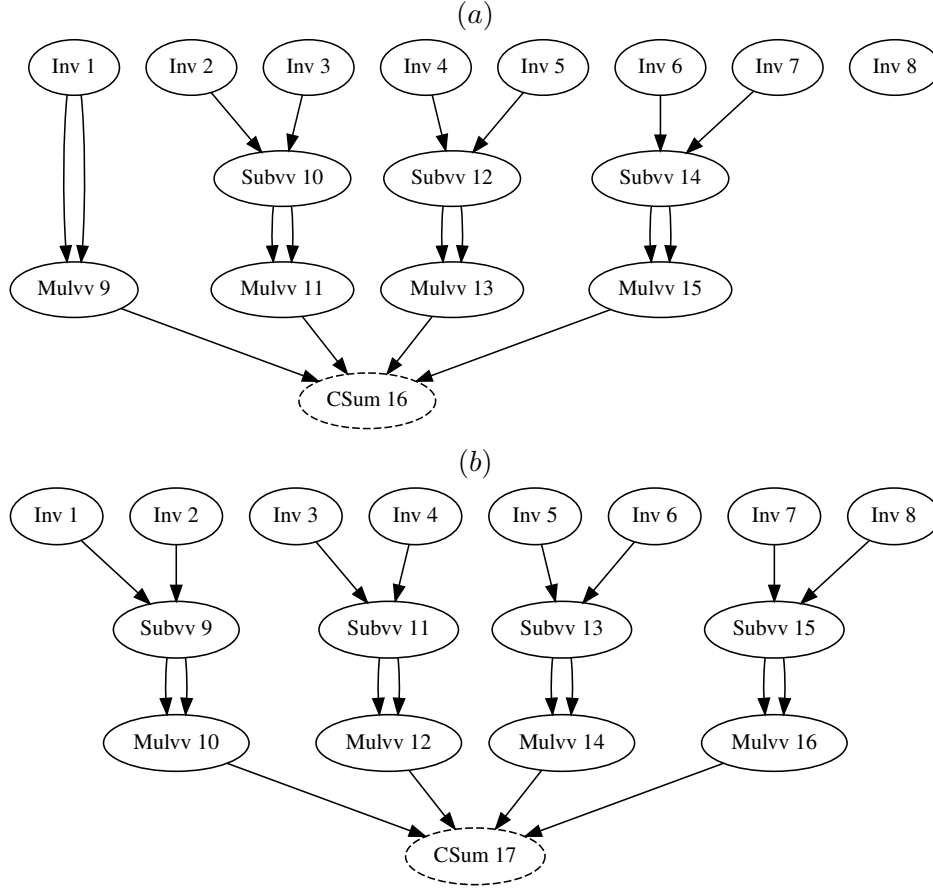 (a)
Inv 1 Inv 2 Inv 3 Inv 4 Inv 5 Inv 6 Inv 7 Inv 8
Subvv 10 Subvv 12 Subvv 14
Mulvv 9 Mulvv 11 Mulvv 13 Mulvv 15
CSum 16
(b)
Inv 1 Inv 2 Inv 3 Inv 4 Inv 5 Inv 6 Inv 7 Inv 8
Subvv 9 Subvv 11 Subvv 13 Subvv 15
Mulvv 10 Mulvv 12 Mulvv 14 Mulvv 16
CSum 17